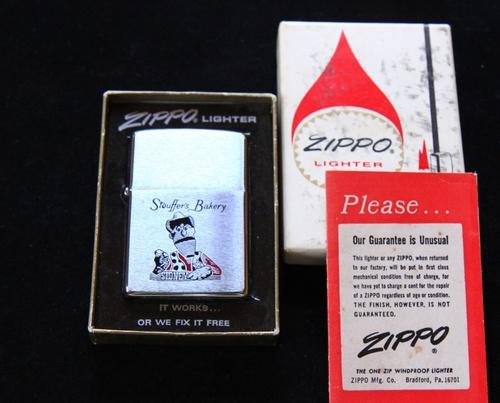 ZIPPO LIGHTER
Stouffer's Bakery
SIDNEY
IT WORKS...
OR WE FIX IT FREE
ZIPPO
LIGHTER
Please...
Our Guarantee is Unusual
This lighter or any ZIPPO, when returned
to our factory, will be put in first class
mechanical condition free of charge, for
we have yet to charge a cent for the repair
of a ZIPPO regardless of age or condition.
THE FINISH, HOWEVER, IS NOT
GUARANTEED.
ZIPPO®
THE ONE-ZIP WINDPROOF LIGHTER
ZIPPO Mfg. Co. Bradford, Pa. 16701